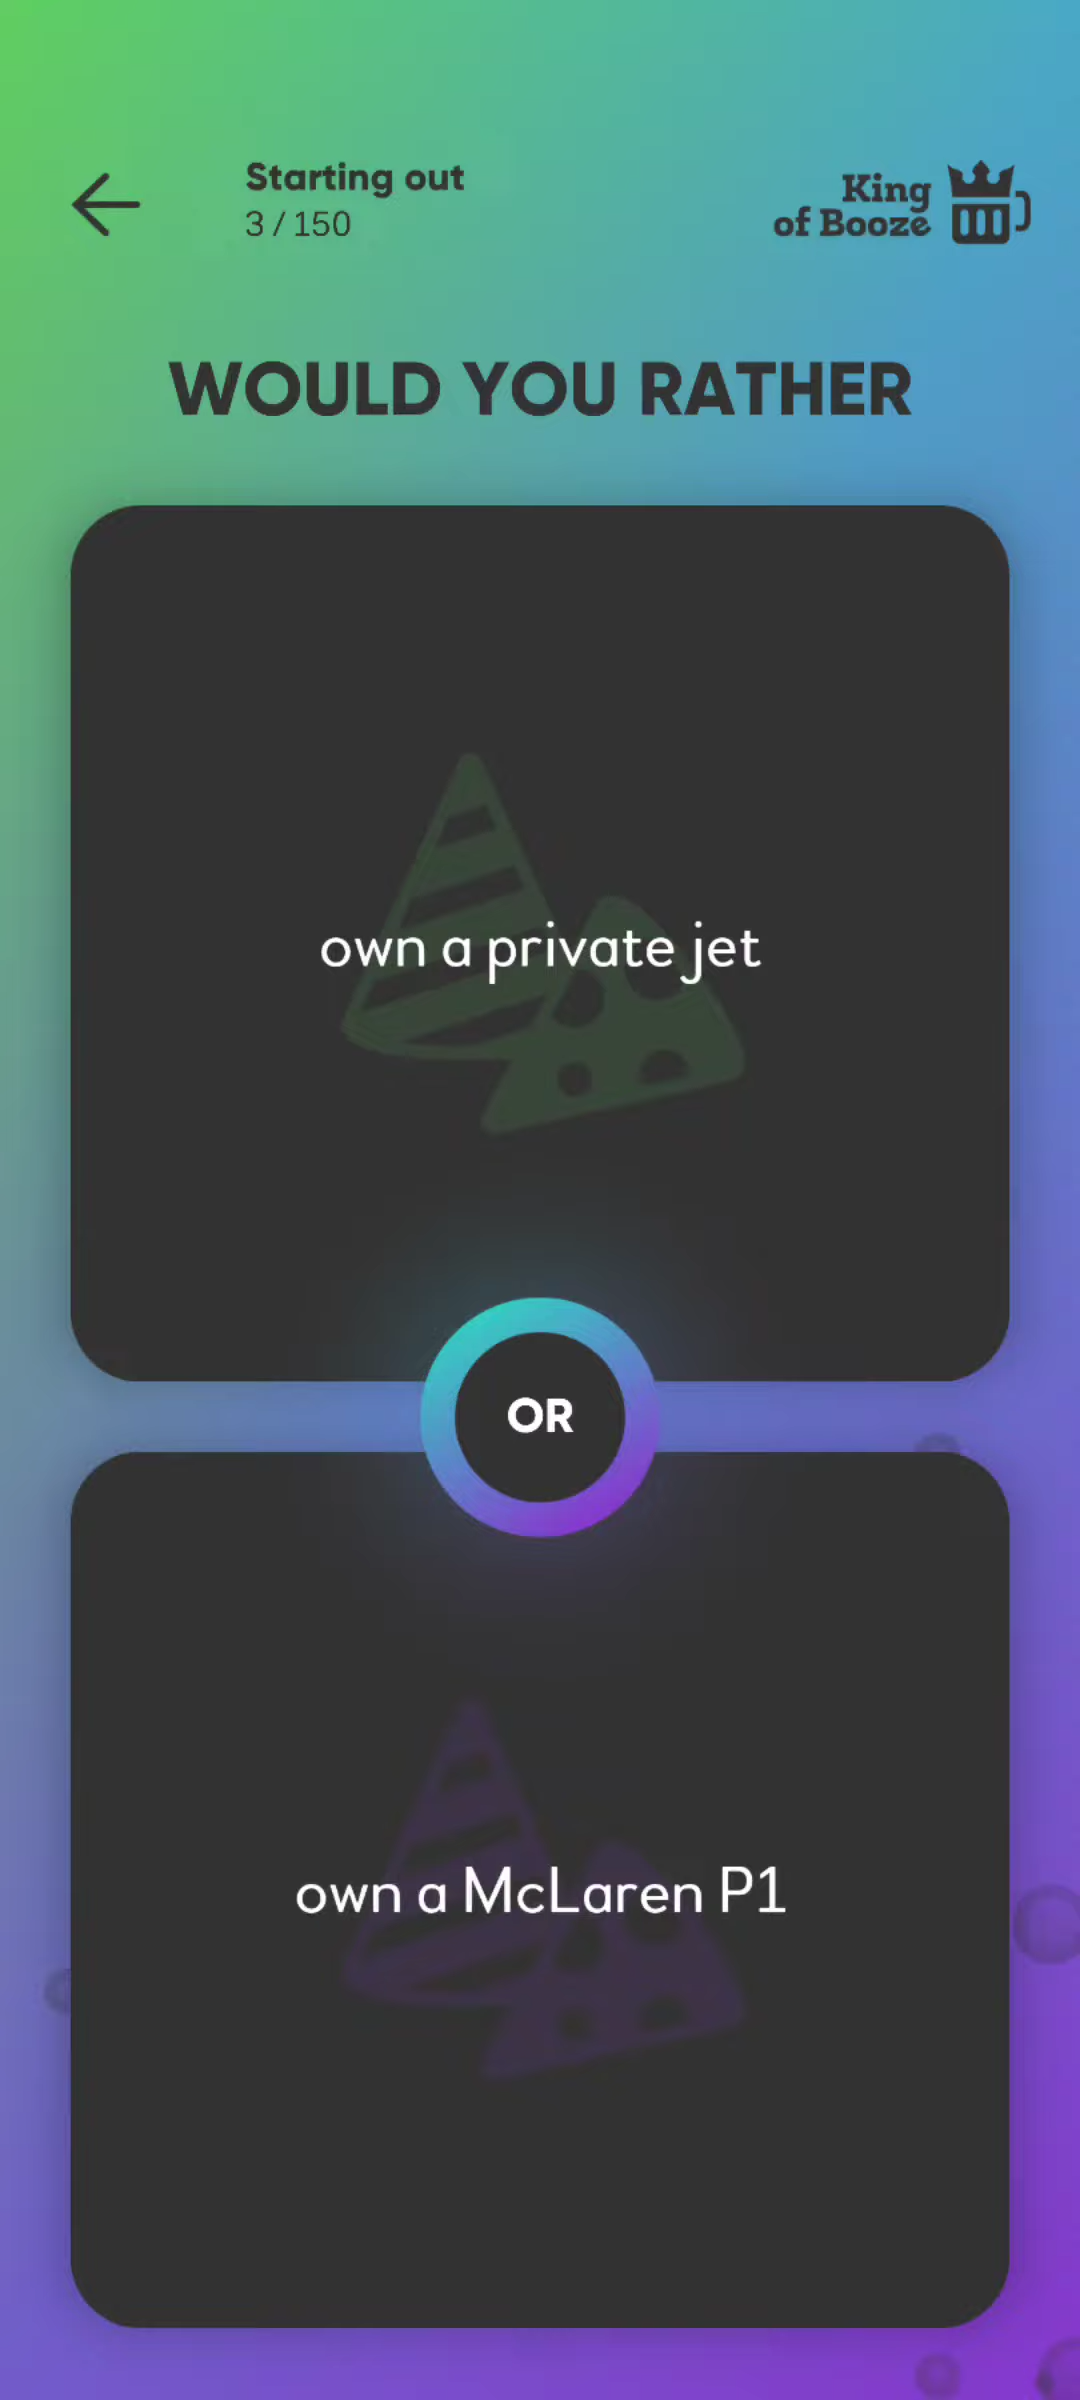 Starting out
3 / 150
King
of Booze
WOULD YOU RATHER
own a private jet
OR
own a McLaren P1